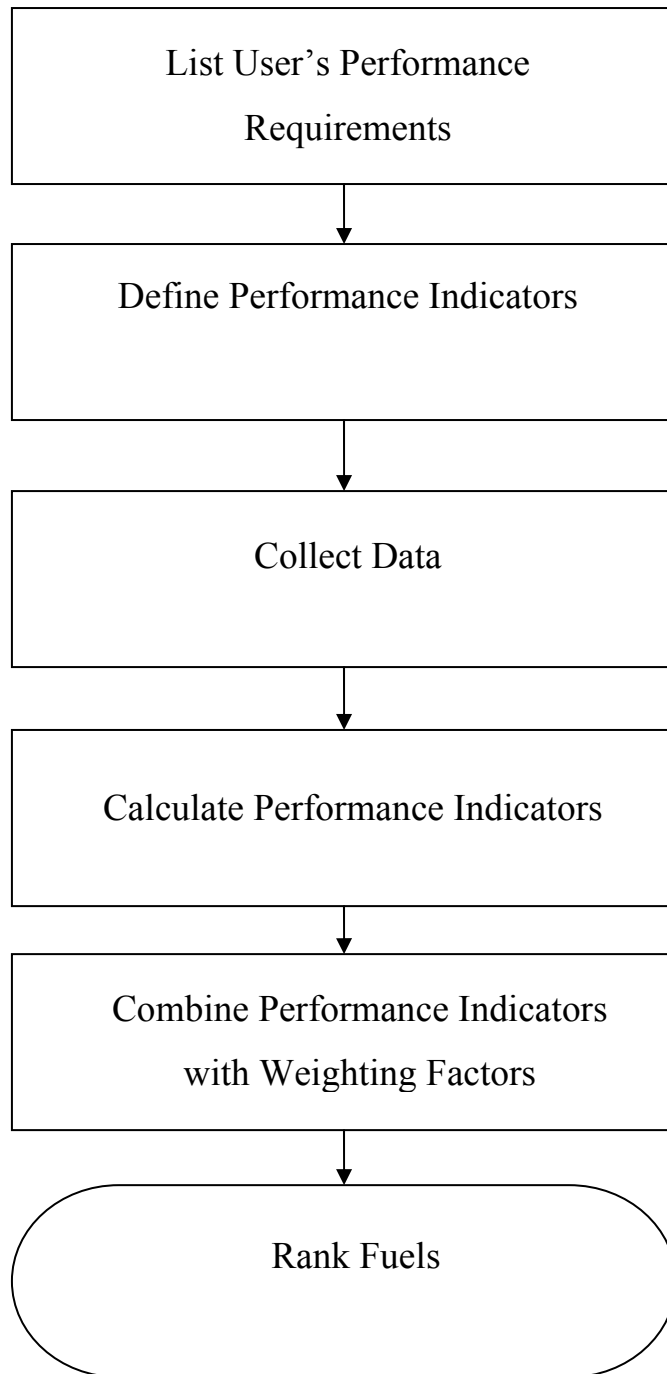 List User’s Performance
Requirements
Define Performance Indicators
Collect Data
Calculate Performance Indicators
Combine Performance Indicators
with Weighting Factors
Rank Fuels